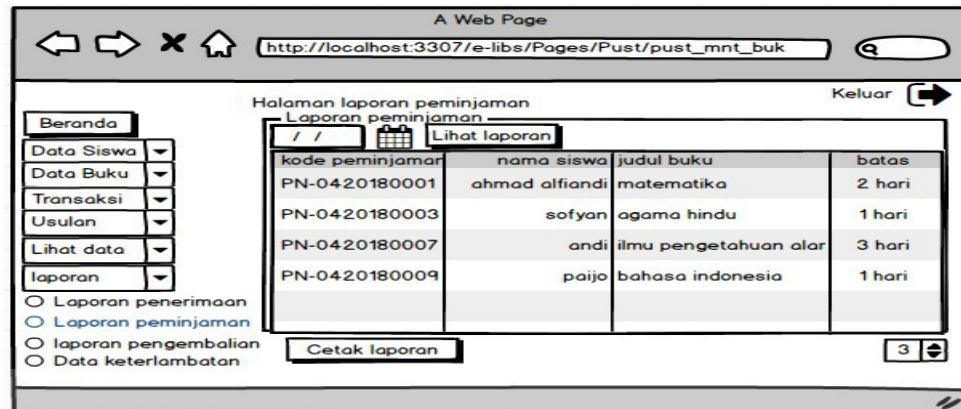 A Web Page
http://localhost:3307/e-libs/Pages/Pust/pust_mnt_buk
Keluar
Halaman laporan peminjaman
Beranda
Data Siswa
Data Buku
Transaksi
Usulan
Lihat data
laporan
Laporan penerimaan
Laporan peminjaman
laporan pengembalian
Data keterlambatan
Laporan peminjaman
/ /
Lihat laporan
kode peminjaman nama siswa judul buku batas
PN-0420180001 ahmad alfiandi matematika 2 hari
PN-0420180003 sofyan agama hindu 1 hari
PN-0420180007 andi ilmu pengetahuan alar 3 hari
PN-0420180009 paijo bahasa indonesia 1 hari
Cetak laporan
3